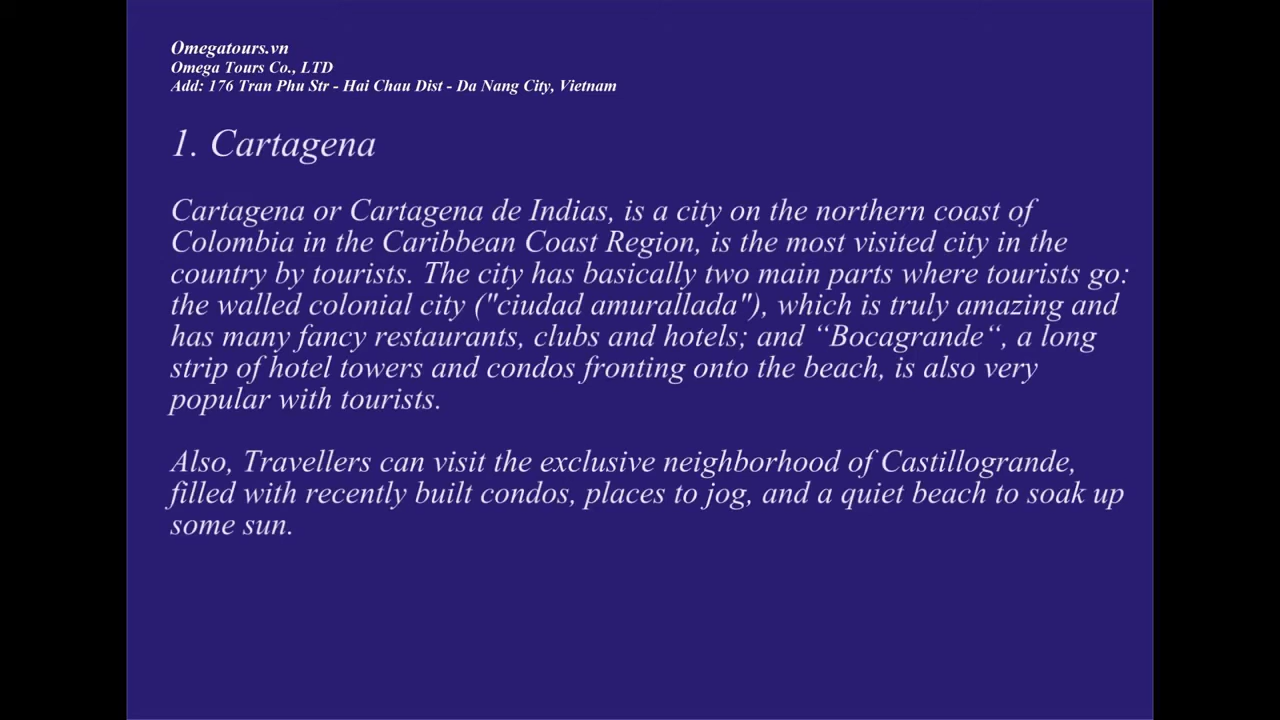 Omegatours.vn
Omega Tours Co., LTD
Add: 176 Tran Phu Str - Hai Chau Dist - Da Nang City, Vietnam
1. Cartagena
Cartagena or Cartagena de Indias, is a city on the northern coast of
Colombia in the Caribbean Coast Region, is the most visited city in the
country by tourists. The city has basically two main parts where tourists go:
the walled colonial city ("ciudad amurallada"), which is truly amazing and
has many fancy restaurants, clubs and hotels; and “Bocagrande“, a long
strip of hotel towers and condos fronting onto the beach, is also very
popular with tourists.
Also, Travellers can visit the exclusive neighborhood of Castillogrande,
filled with recently built condos, places to jog, and a quiet beach to soak up
some sun.